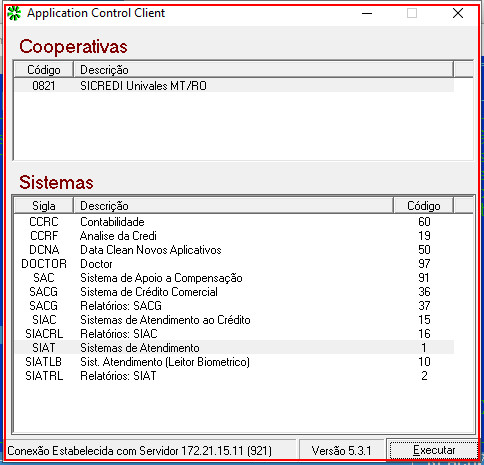 Application Control Client
Cooperativas
Código Descrição
0821 SICREDI Univales MT/RO
Sistemas
Sigla Descrição Código
CCRC Contabilidade 60
CCRF Analise da Credi 19
DCNA Data Clean Novos Aplicativos 50
DOCTOR Doctor 97
SAC Sistema de Apoio a Compensação 91
SACG Sistema de Crédito Comercial 36
SACG Relatórios: SACG 37
SIAC Sistemas de Atendimento ao Crédito 15
SIACRL Relatórios: SIAC 16
SIAT Sistemas de Atendimento 1
SIATLB Sist. Atendimento (Leitor Biometrico) 10
SIATRL Relatórios: SIAT 2
Conexão Estabelecida com Servidor 172.21.15.11 (921) Versão 5.3.1 Executar